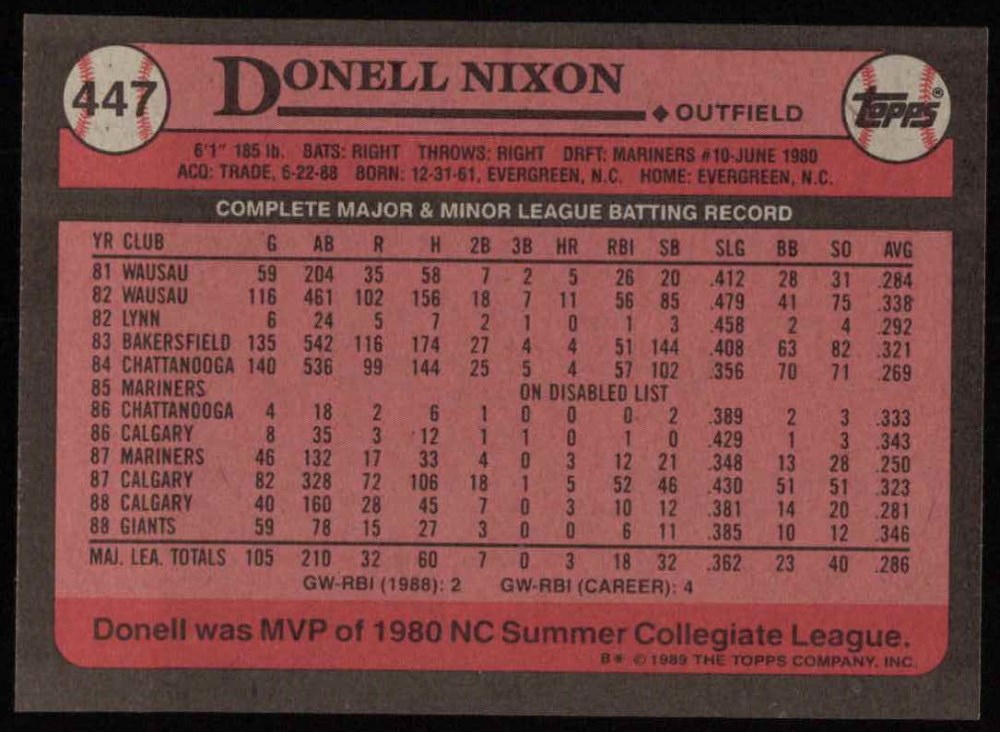 447 DONELL NIXON TOPPS®
◆ OUTFIELD
6'1" 185 lb. BATS: RIGHT THROWS: RIGHT DRFT: MARINERS #10-JUNE 1980
ACQ: TRADE, 6-22-88 BORN: 12-31-61, EVERGREEN, N.C. HOME: EVERGREEN, N.C.
COMPLETE MAJOR & MINOR LEAGUE BATTING RECORD
YR CLUB G AB R H 2B 3B HR RBI SB SLG BB SO AVG
81 WAUSAU 59 204 35 58 7 2 5 26 20 .412 28 31 .284
82 WAUSAU 116 461 102 156 18 7 11 56 85 .479 41 75 .338
82 LYNN 6 24 5 7 2 1 0 1 3 .458 2 4 .292
83 BAKERSFIELD 135 542 116 174 27 4 4 51 144 .408 63 82 .321
84 CHATTANOOGA 140 536 99 144 25 5 4 57 102 .356 70 71 .269
85 MARINERS ON DISABLED LIST
86 CHATTANOOGA 4 18 2 6 1 0 0 0 2 .389 2 3 .333
86 CALGARY 8 35 3 12 1 1 0 1 0 .429 1 3 .343
87 MARINERS 46 132 17 33 4 0 3 12 21 .348 13 28 .250
87 CALGARY 82 328 72 106 18 1 5 52 46 .430 51 51 .323
88 CALGARY 40 160 28 45 7 0 3 10 12 .381 14 20 .281
88 GIANTS 59 78 15 27 3 0 0 6 11 .385 10 12 .346
MAJ. LEA. TOTALS 105 210 32 60 7 0 3 18 32 .362 23 40 .286
GW-RBI (1988): 2 GW-RBI (CAREER): 4
Donell was MVP of 1980 NC Summer Collegiate League.
B* © 1989 THE TOPPS COMPANY, INC.